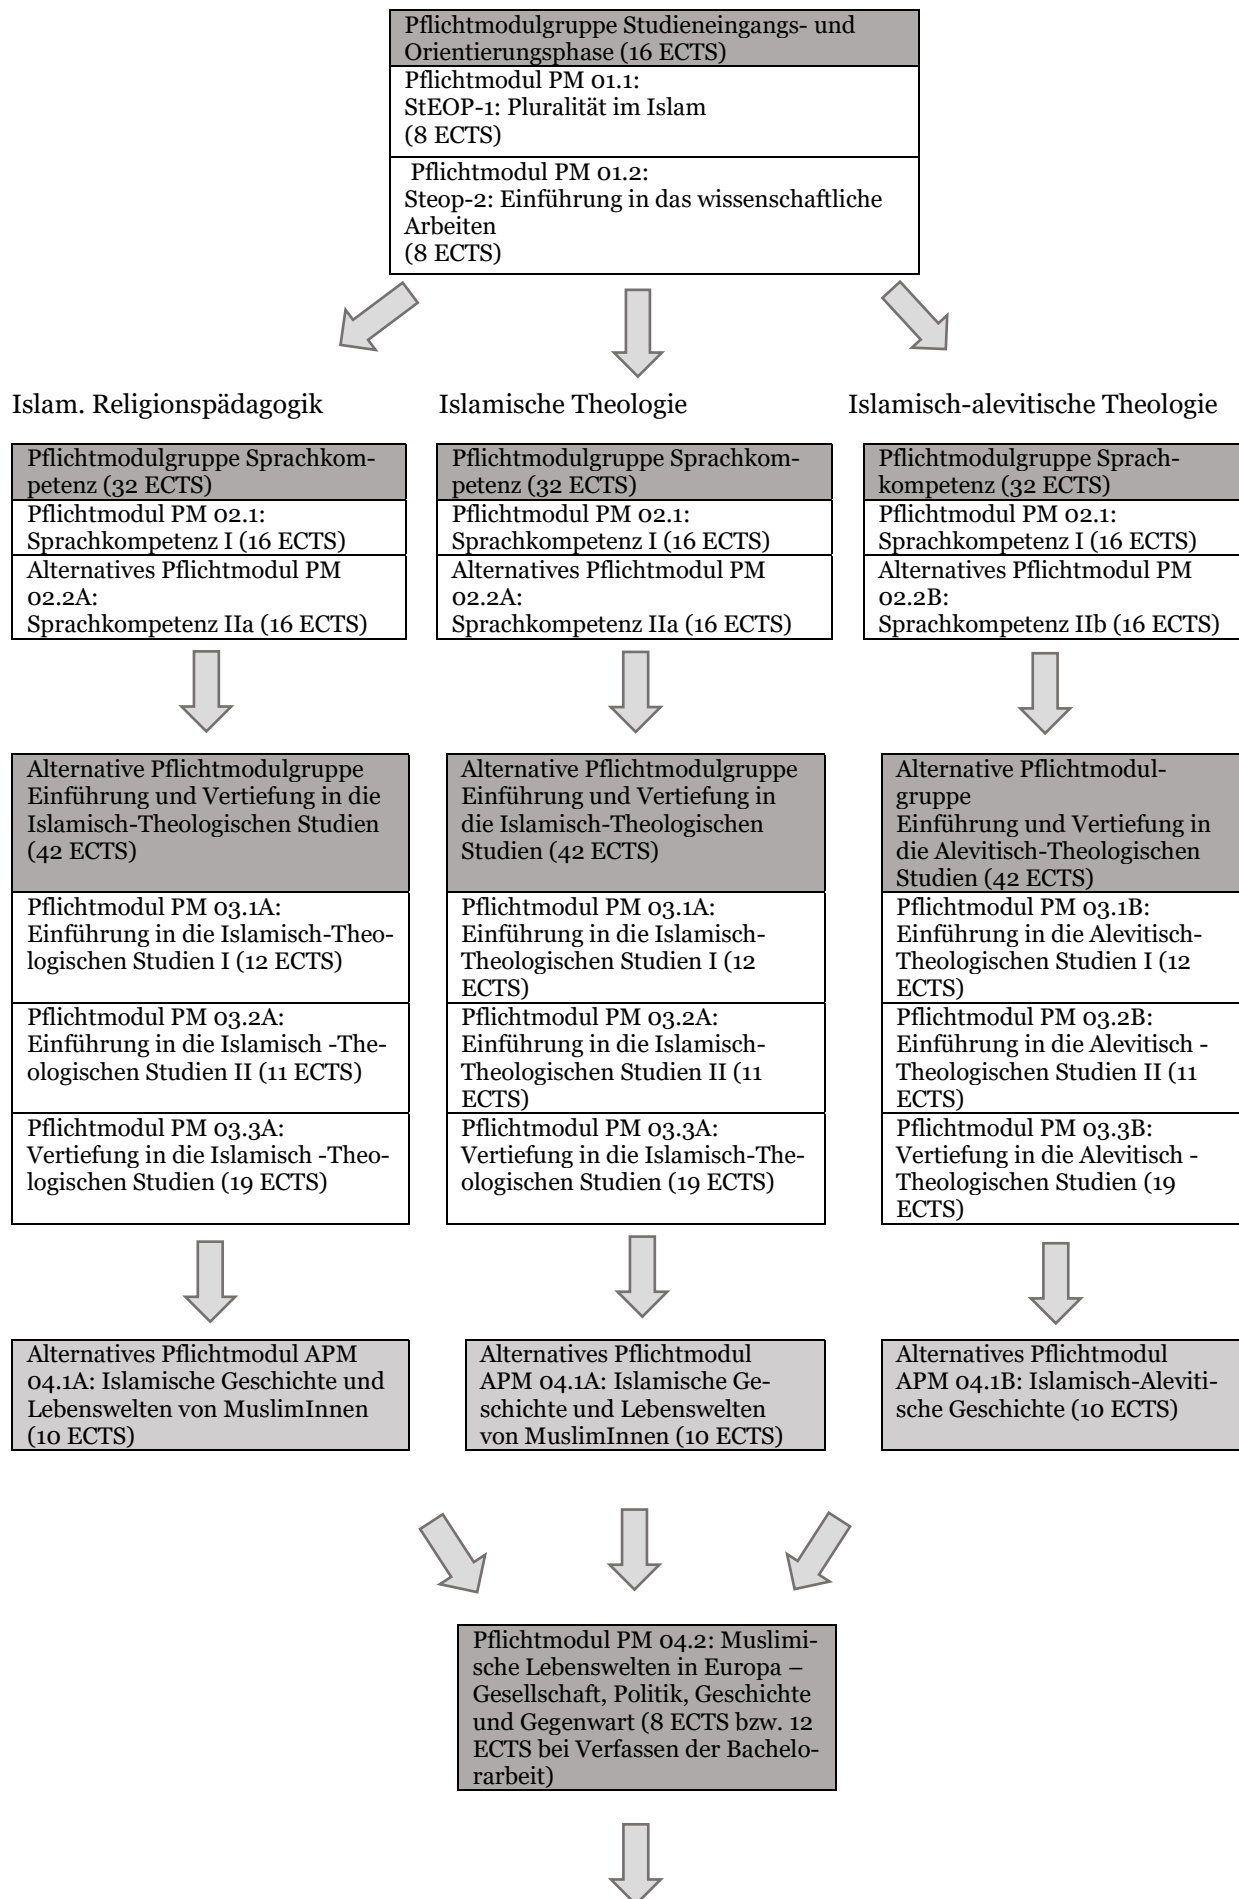 Pflichtmodulgruppe Studieneingangs- und
Orientierungsphase (16 ECTS)
Pflichtmodul PM 01.1:
StEOP-1: Pluralität im Islam
(8 ECTS)
Pflichtmodul PM 01.2:
Steop-2: Einführung in das wissenschaftliche
Arbeiten
(8 ECTS)
Islam. Religionspädagogik
Islamische Theologie
Islamisch-alevitische Theologie
Pflichtmodulgruppe Sprachkom-
petenz (32 ECTS)
Pflichtmodul PM 02.1:
Sprachkompetenz I (16 ECTS)
Alternatives Pflichtmodul PM
02.2A:
Sprachkompetenz IIa (16 ECTS)
Pflichtmodulgruppe Sprachkom-
petenz (32 ECTS)
Pflichtmodul PM 02.1:
Sprachkompetenz I (16 ECTS)
Alternatives Pflichtmodul PM
02.2A:
Sprachkompetenz IIa (16 ECTS)
Pflichtmodulgruppe Sprach-
kompetenz (32 ECTS)
Pflichtmodul PM 02.1:
Sprachkompetenz I (16 ECTS)
Alternatives Pflichtmodul PM
02.2B:
Sprachkompetenz IIb (16 ECTS)
Alternative Pflichtmodulgruppe
Einführung und Vertiefung in die
Islamisch-Theologischen Studien
(42 ECTS)
Pflichtmodul PM 03.1A:
Einführung in die Islamisch-Theo-
logischen Studien I (12 ECTS)
Pflichtmodul PM 03.2A:
Einführung in die Islamisch -The-
ologischen Studien II (11 ECTS)
Pflichtmodul PM 03.3A:
Vertiefung in die Islamisch -Theo-
logischen Studien (19 ECTS)
Alternative Pflichtmodulgruppe
Einführung und Vertiefung in
die Islamisch-Theologischen
Studien (42 ECTS)
Pflichtmodul PM 03.1A:
Einführung in die Islamisch-
Theologischen Studien I (12
ECTS)
Pflichtmodul PM 03.2A:
Einführung in die Islamisch-
Theologischen Studien II (11
ECTS)
Pflichtmodul PM 03.3A:
Vertiefung in die Islamisch-The-
ologischen Studien (19 ECTS)
Alternative Pflichtmodul-
gruppe
Einführung und Vertiefung in
die Alevitisch-Theologischen
Studien (42 ECTS)
Pflichtmodul PM 03.1B:
Einführung in die Alevitisch-
Theologischen Studien I (12
ECTS)
Pflichtmodul PM 03.2B:
Einführung in die Alevitisch -
Theologischen Studien II (11
ECTS)
Pflichtmodul PM 03.3B:
Vertiefung in die Alevitisch -
Theologischen Studien (19
ECTS)
Alternatives Pflichtmodul APM
04.1A: Islamische Geschichte und
Lebenswelten von MuslimInnen
(10 ECTS)
Alternatives Pflichtmodul
APM 04.1A: Islamische Ge-
schichte und Lebenswelten
von MuslimInnen (10 ECTS)
Alternatives Pflichtmodul
APM 04.1B: Islamisch-Aleviti-
sche Geschichte (10 ECTS)
Pflichtmodul PM 04.2: Muslimi-
sche Lebenswelten in Europa –
Gesellschaft, Politik, Geschichte
und Gegenwart (8 ECTS bzw. 12
ECTS bei Verfassen der Bachelo-
rarbeit)